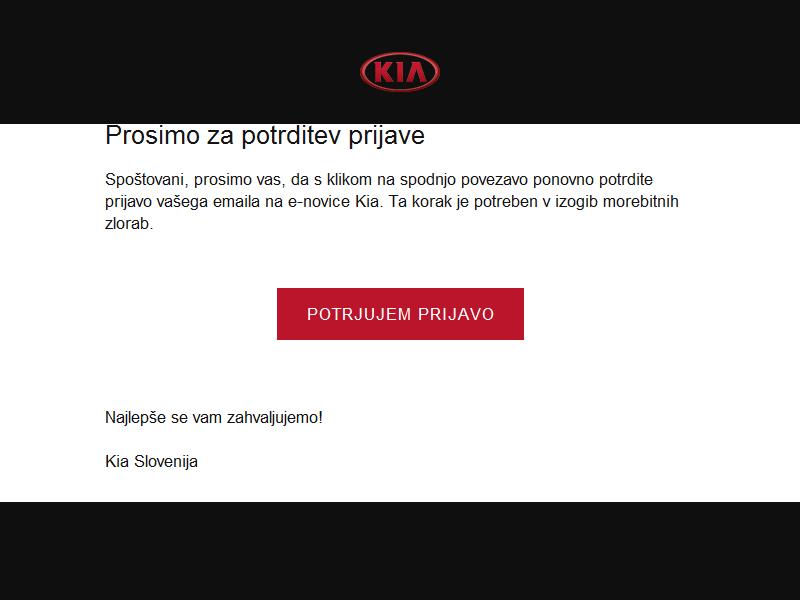 KIA
Prosimo za potrditev prijave
Spoštovani, prosimo vas, da s klikom na spodnjo povezavo ponovno potrdite
prijavo vašega emaila na e-novice Kia. Ta korak je potreben v izogib morebitnih
zlorab.
POTRJUJEM PRIJAVO
Najlepše se vam zahvaljujemo!
Kia Slovenija